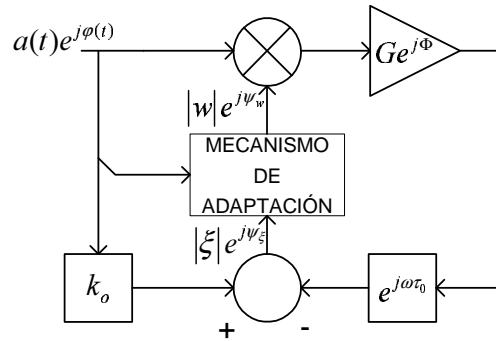 a(t)e^{jφ(t)}
Ge^{jΦ}
|w|e^{jψ_w}
MECANISMO
DE
ADAPTACIÓN
|ξ|e^{jψ_ξ}
k_o
e^{jωτ_0}
+
-